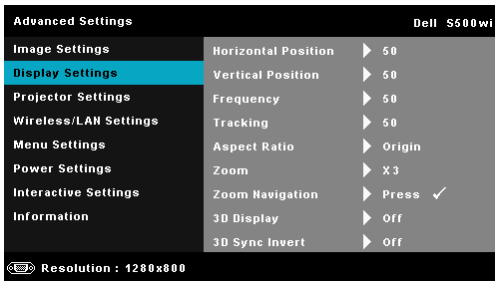 Advanced Settings Dell S500wi
Image Settings
Display Settings
Projector Settings
Wireless/LAN Settings
Menu Settings
Power Settings
Interactive Settings
Information
Horizontal Position 50
Vertical Position 50
Frequency 50
Tracking 50
Aspect Ratio Origin
Zoom X3
Zoom Navigation Press ✓
3D Display Off
3D Sync Invert Off
Resolution : 1280x800